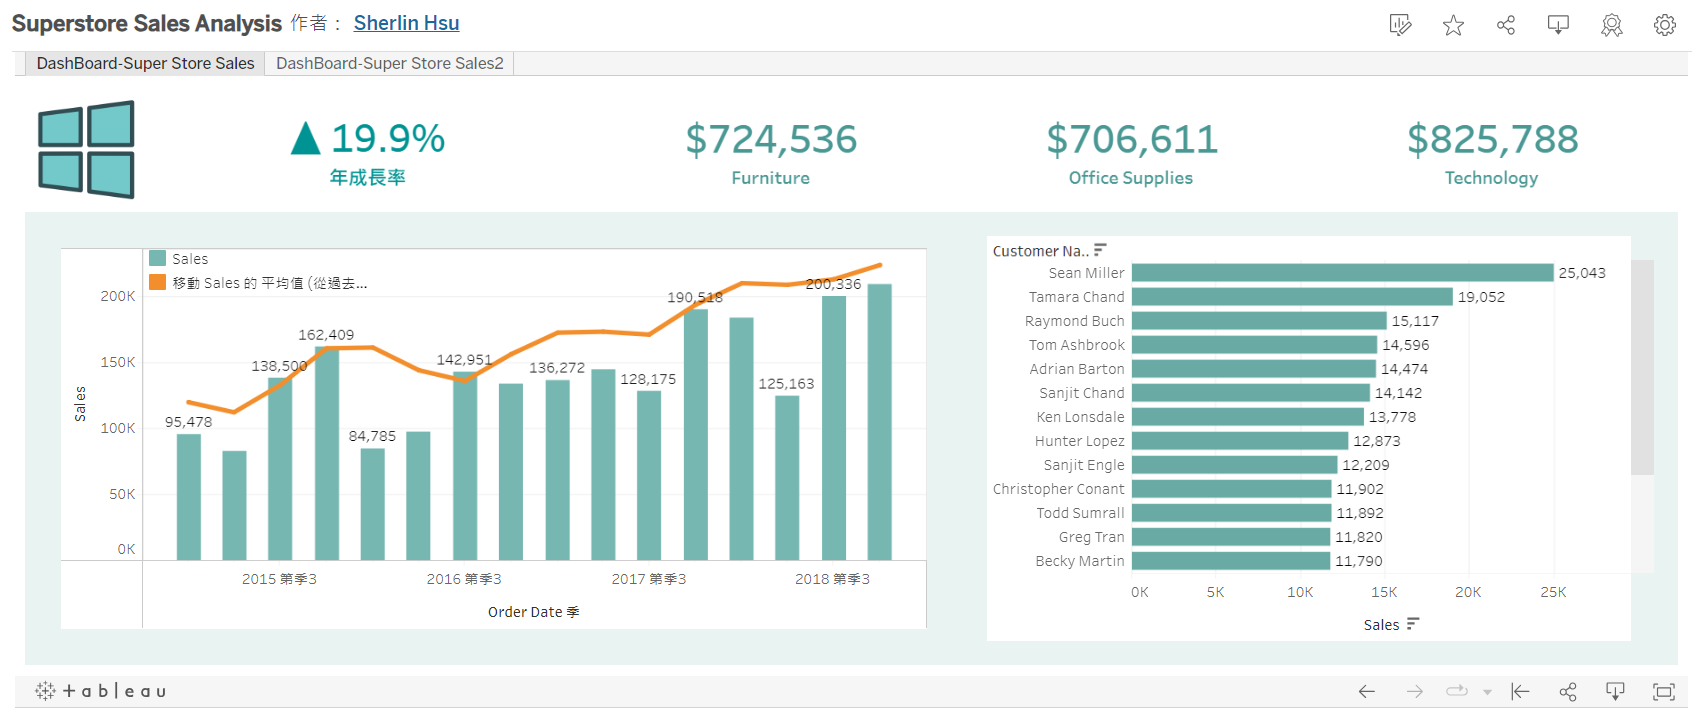 Superstore Sales Analysis 作者： Sherlin Hsu
DashBoard-Super Store Sales
DashBoard-Super Store Sales2
▲ 19.9%
年成長率
$724,536
Furniture
$706,611
Office Supplies
$825,788
Technology
Sales
移動 Sales 的 平均值 (從過去...
Sales
200K
150K
100K
50K
0K
95,478
138,500
162,409
84,785
142,951
136,272
128,175
190,518
125,163
200,336
2015 第季3
2016 第季3
2017 第季3
2018 第季3
Order Date 季
Customer Na..
Sean Miller 25,043
Tamara Chand 19,052
Raymond Buch 15,117
Tom Ashbrook 14,596
Adrian Barton 14,474
Sanjit Chand 14,142
Ken Lonsdale 13,778
Hunter Lopez 12,873
Sanjit Engle 12,209
Christopher Conant 11,902
Todd Sumrall 11,892
Greg Tran 11,820
Becky Martin 11,790
0K 5K 10K 15K 20K 25K
Sales
+ a b l e a u